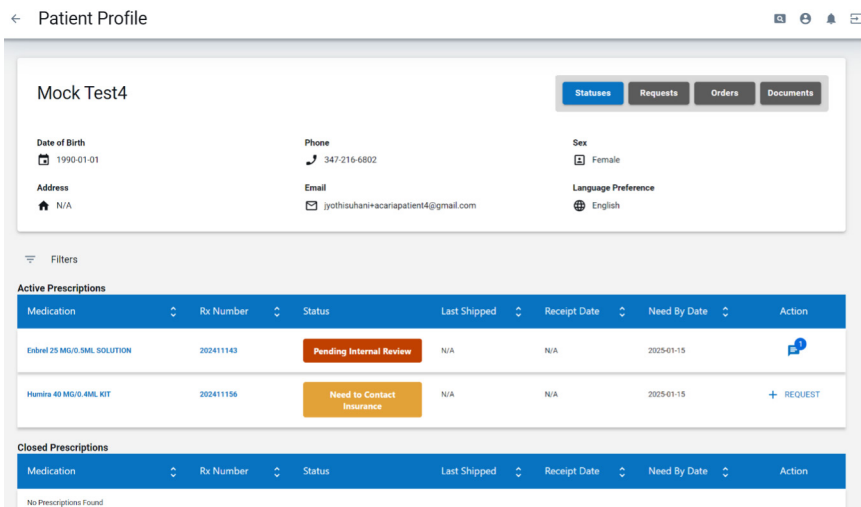 Patient Profile
Mock Test4
Statuses Requests Orders Documents
Date of Birth Phone Sex
1990-01-01 347-216-6802 Female
Address Email Language Preference
N/A jyothisuhani+acariapatient4@gmail.com English
Filters
Active Prescriptions
Medication Rx Number Status Last Shipped Receipt Date Need By Date Action
Enbrel 25 MG/0.5ML SOLUTION 202411143 Pending Internal Review N/A N/A 2025-01-15 1
Humira 40 MG/0.4ML KIT 202411156 Need to Contact N/A N/A 2025-01-15 + REQUEST
Insurance
Closed Prescriptions
Medication Rx Number Status Last Shipped Receipt Date Need By Date Action
No Prescriptions Found